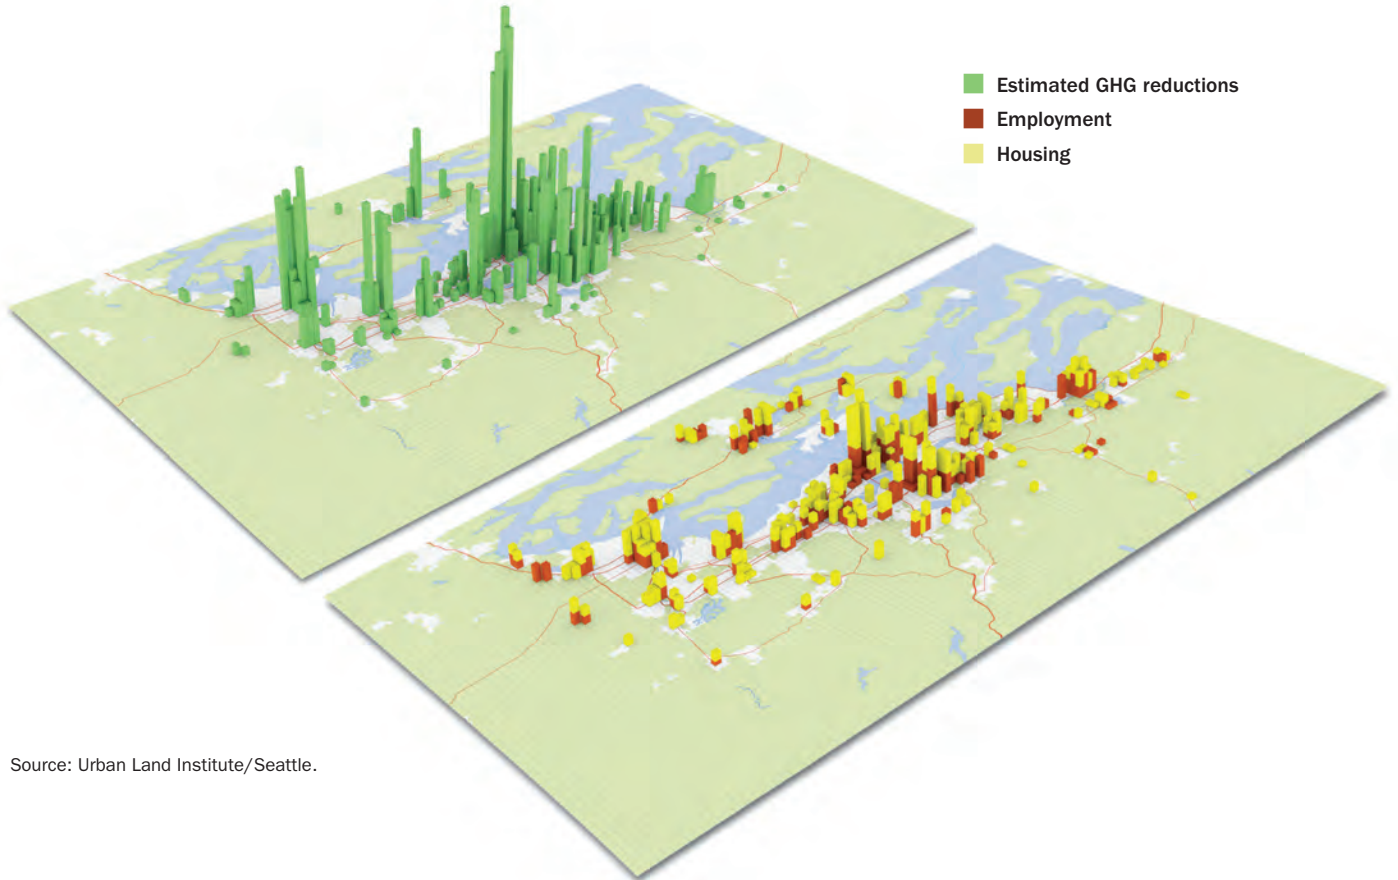 Estimated GHG reductions
Employment
Housing
Source: Urban Land Institute/Seattle.